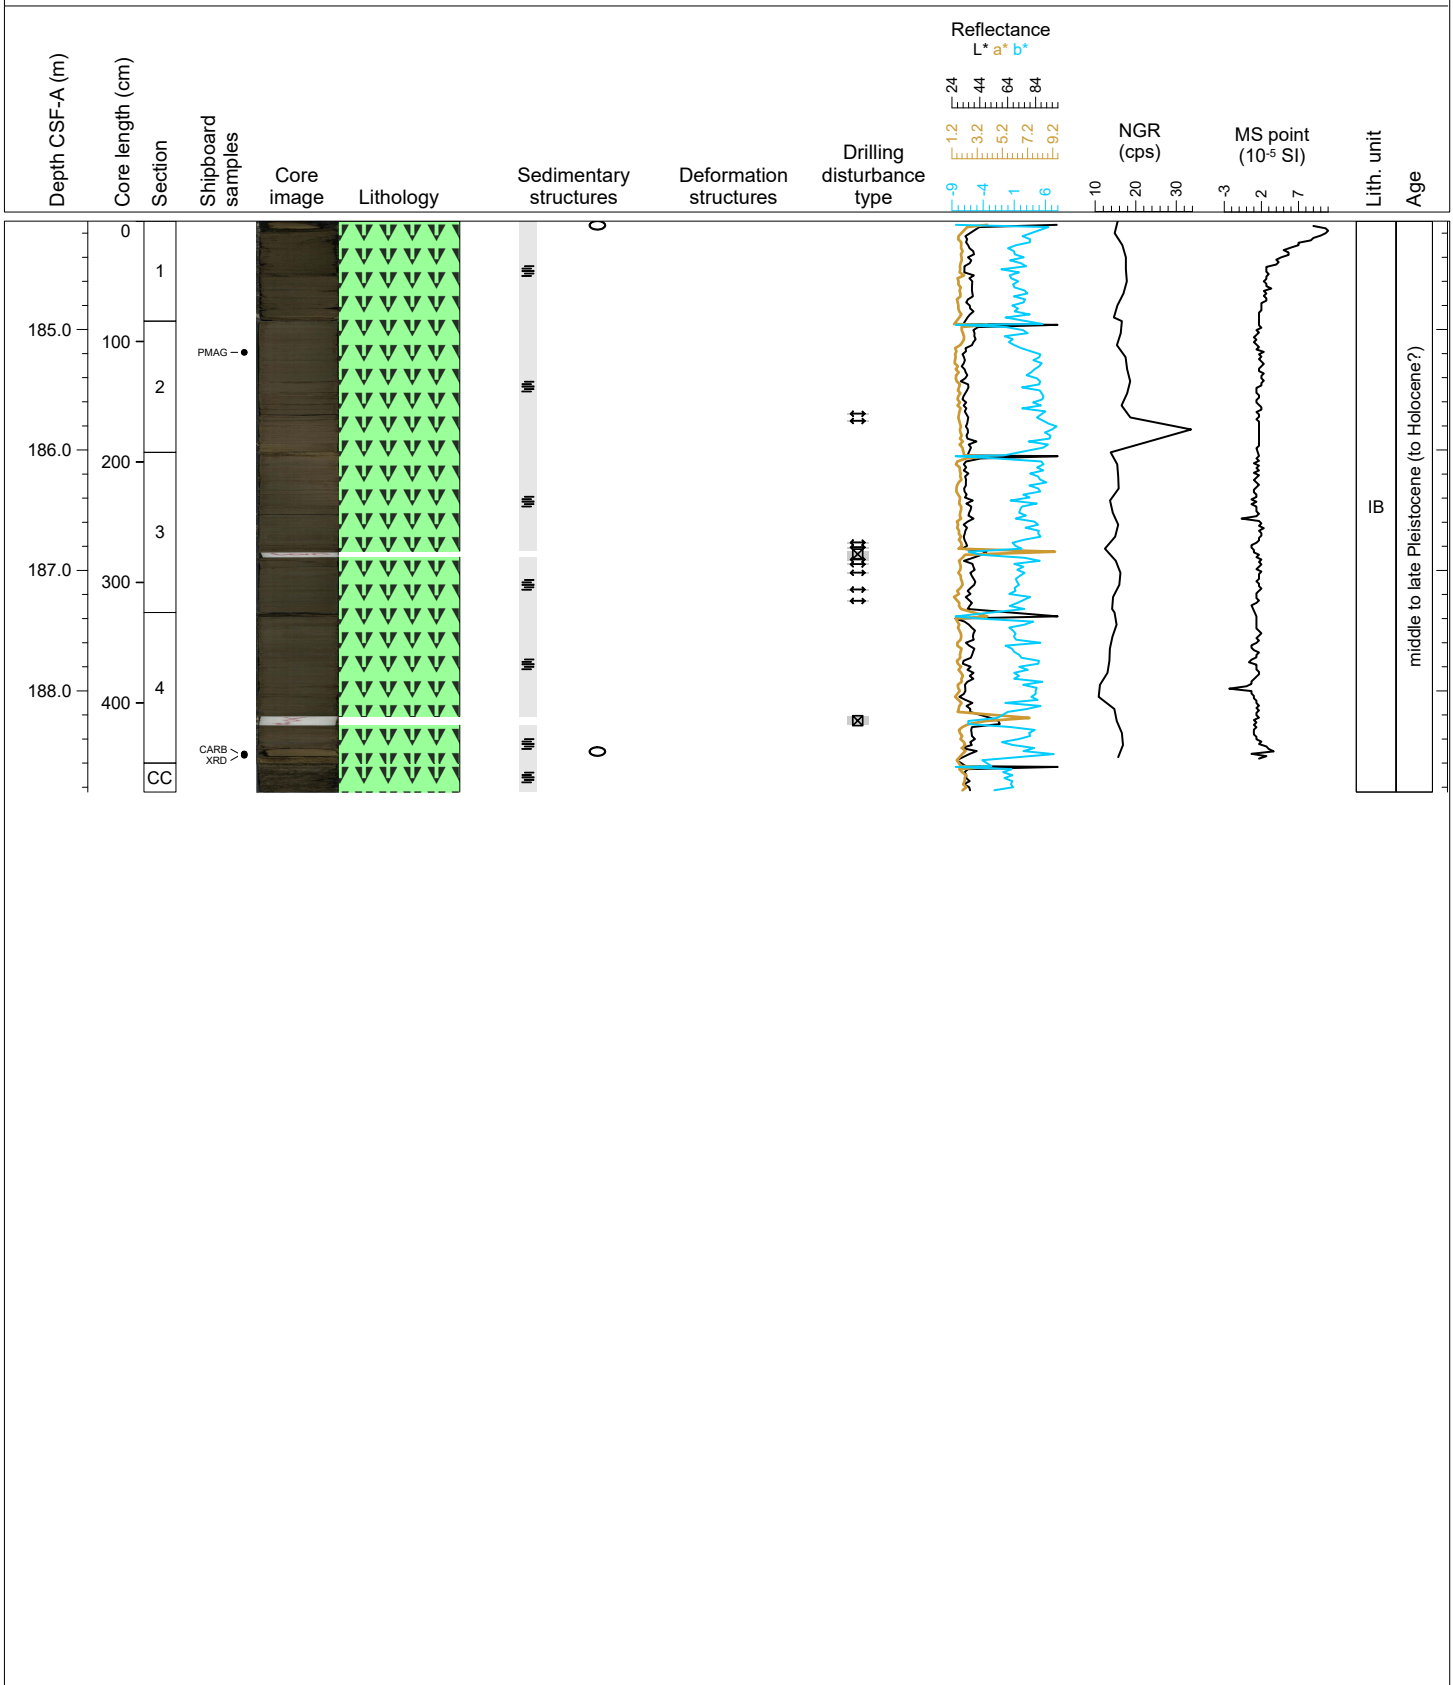 Depth CSF-A (m)
Core length (cm)
Section
Shipboard
samples
Core
image
Lithology
Sedimentary
structures
Deformation
structures
Drilling
disturbance
type
Reflectance
L* a* b*
24 44 64 84
1.2 3.2 5.2 7.2 9.2
-9 -4 1 6
NGR
(cps)
10 20 30
MS point
(10-5 SI)
-3 2 7
Lith. unit
Age
0
1
185.0
100
PMAG
2
186.0
200
3
IB
middle to late Pleistocene (to Holocene?)
187.0
300
4
188.0
400
CARB
XRD
CC